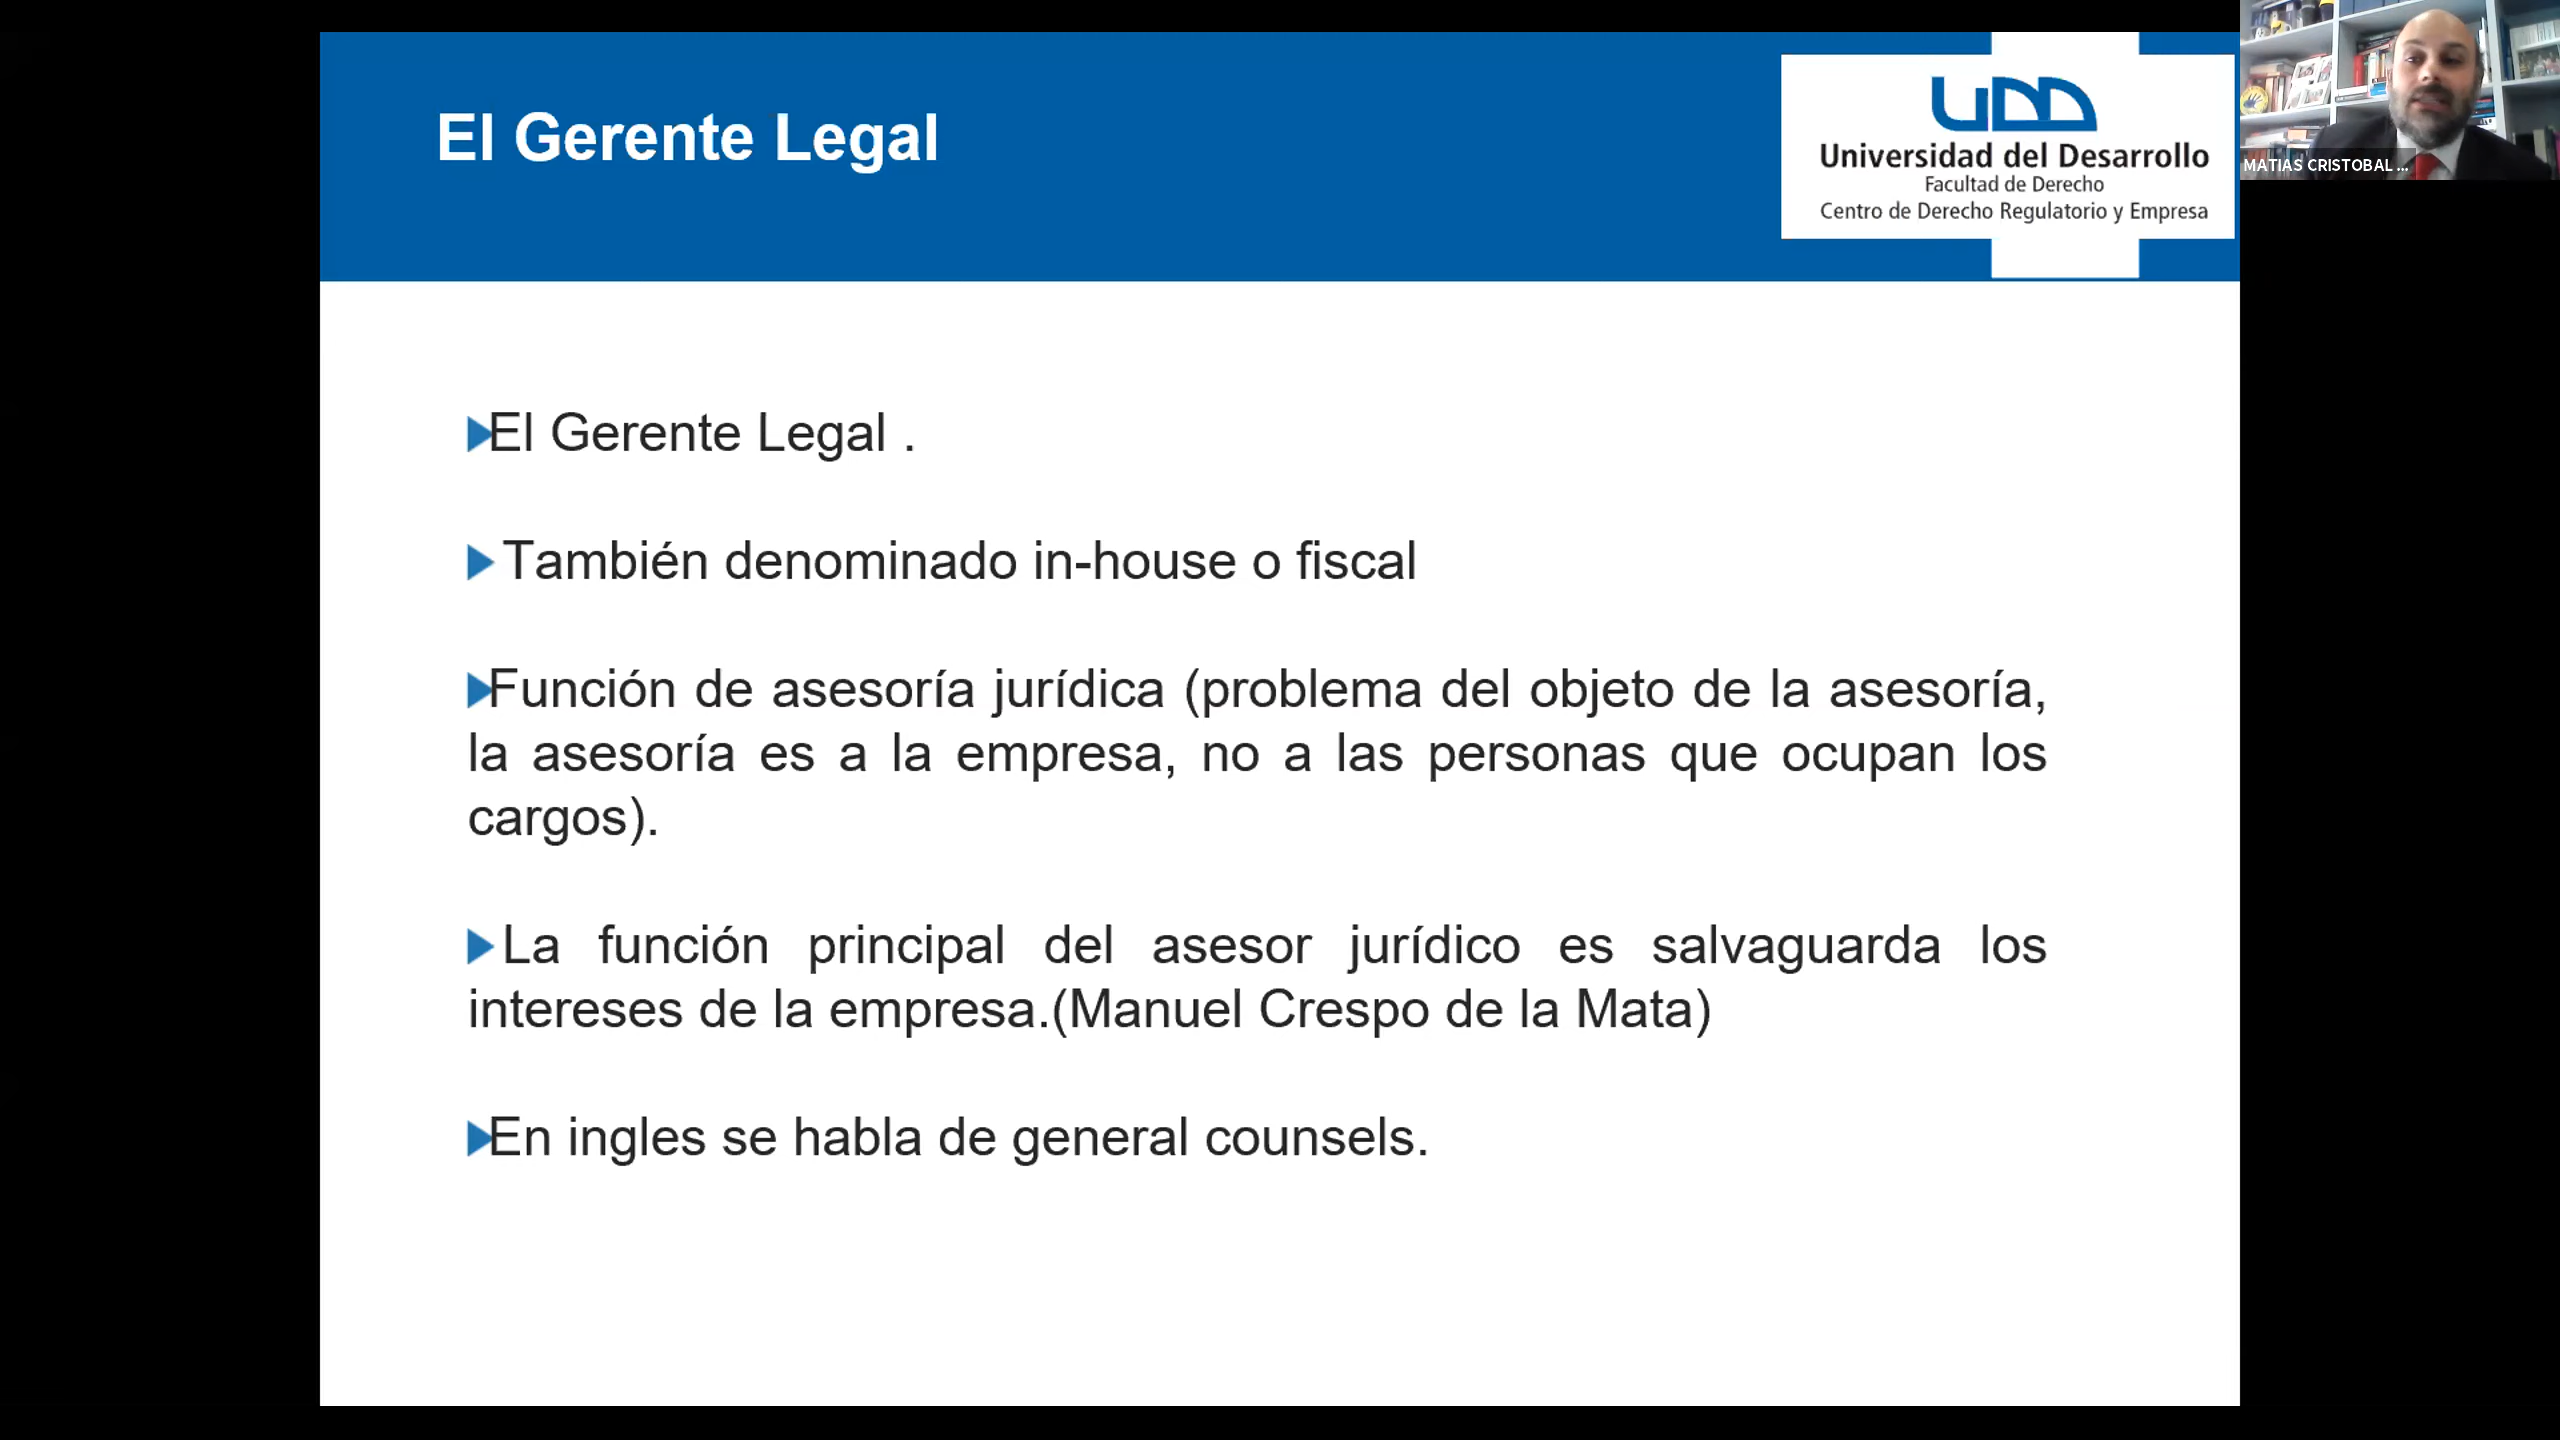 El Gerente Legal
UDD
Universidad del Desarrollo
Facultad de Derecho
Centro de Derecho Regulatorio y Empresa
MATIAS CRISTOBAL ...
El Gerente Legal .
También denominado in-house o fiscal
Función de asesoría jurídica (problema del objeto de la asesoría,
la asesoría es a la empresa, no a las personas que ocupan los
cargos).
La función principal del asesor jurídico es salvaguarda los
intereses de la empresa.(Manuel Crespo de la Mata)
En ingles se habla de general counsels.